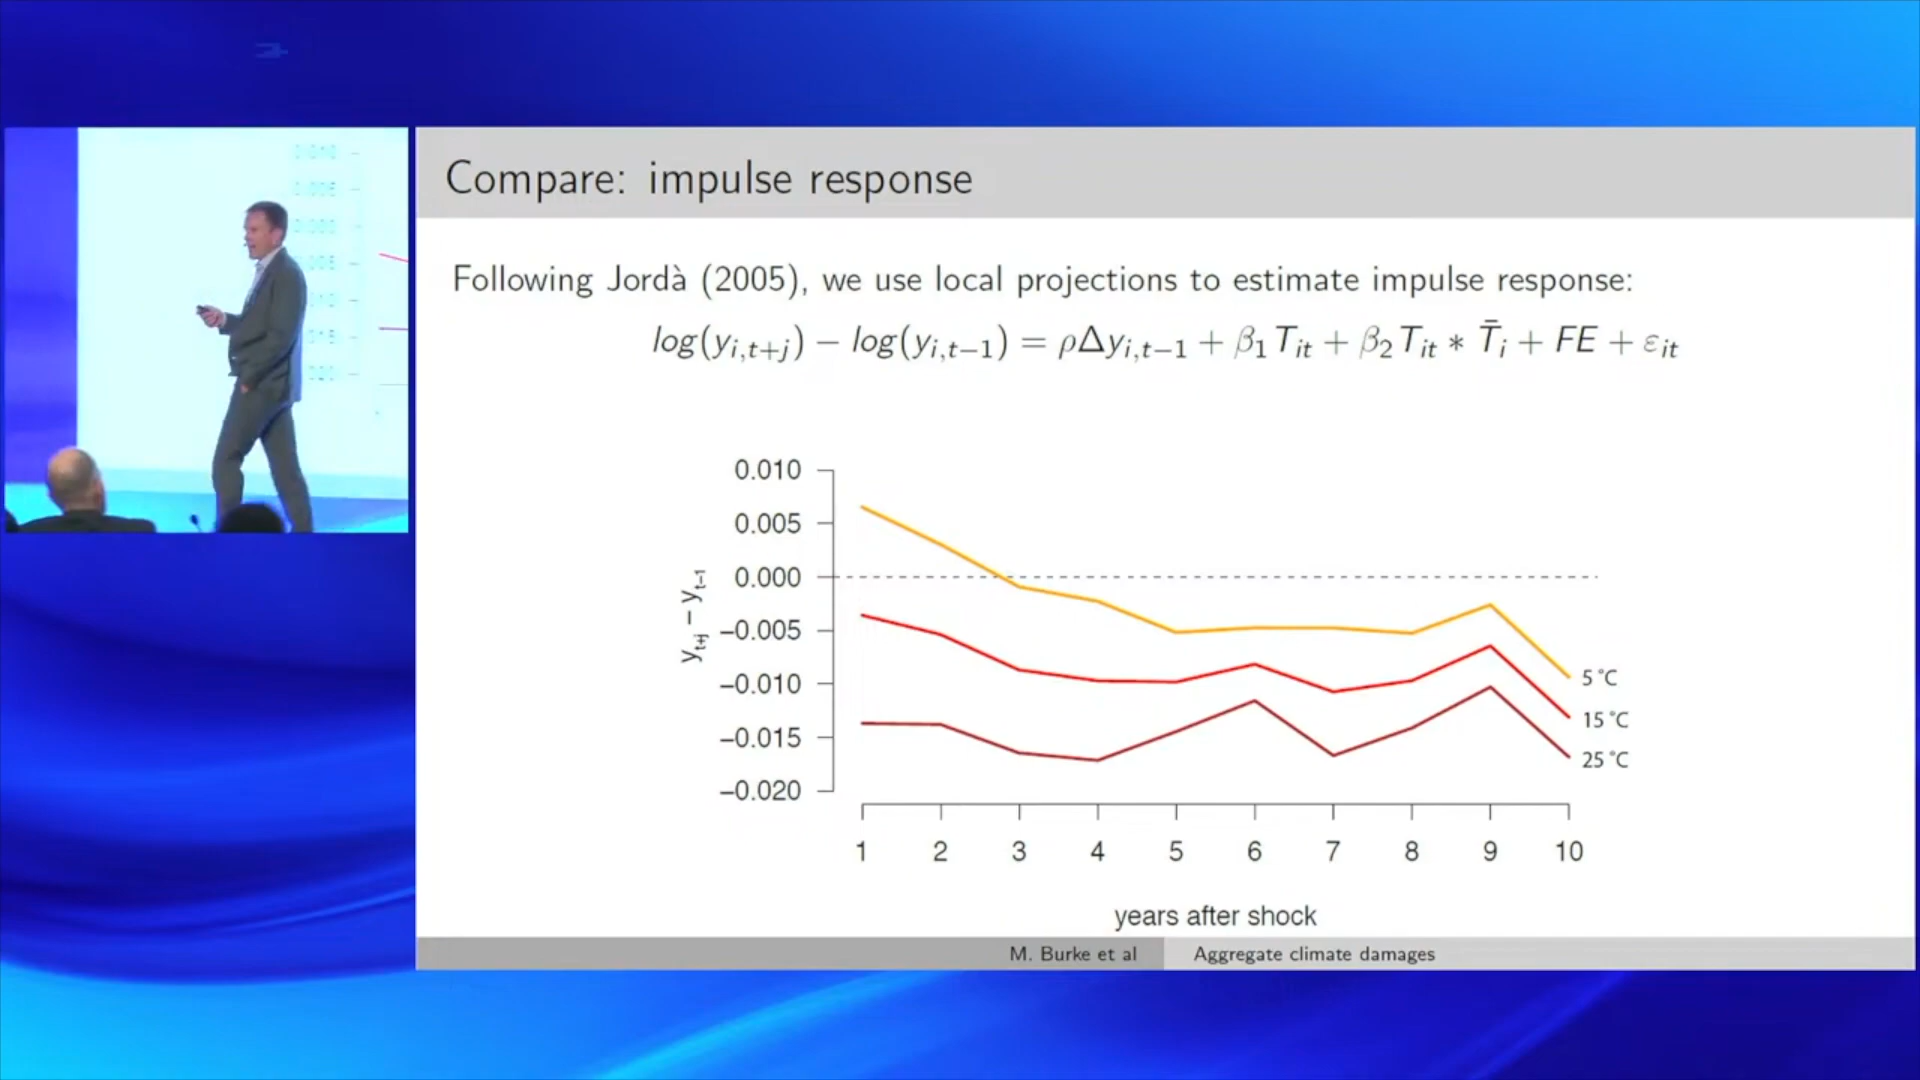 Compare: impulse response
Following Jordà (2005), we use local projections to estimate impulse response:
log(y_{i,t+j}) − log(y_{i,t−1}) = ρΔy_{i,t−1} + β₁T_{it} + β₂T_{it} * T̄_i + FE + ε_{it}
y_{t+j} − y_{t−1}
0.010
0.005
0.000
−0.005
−0.010
−0.015
−0.020
5 °C
15 °C
25 °C
1 2 3 4 5 6 7 8 9 10
years after shock
M. Burke et al Aggregate climate damages